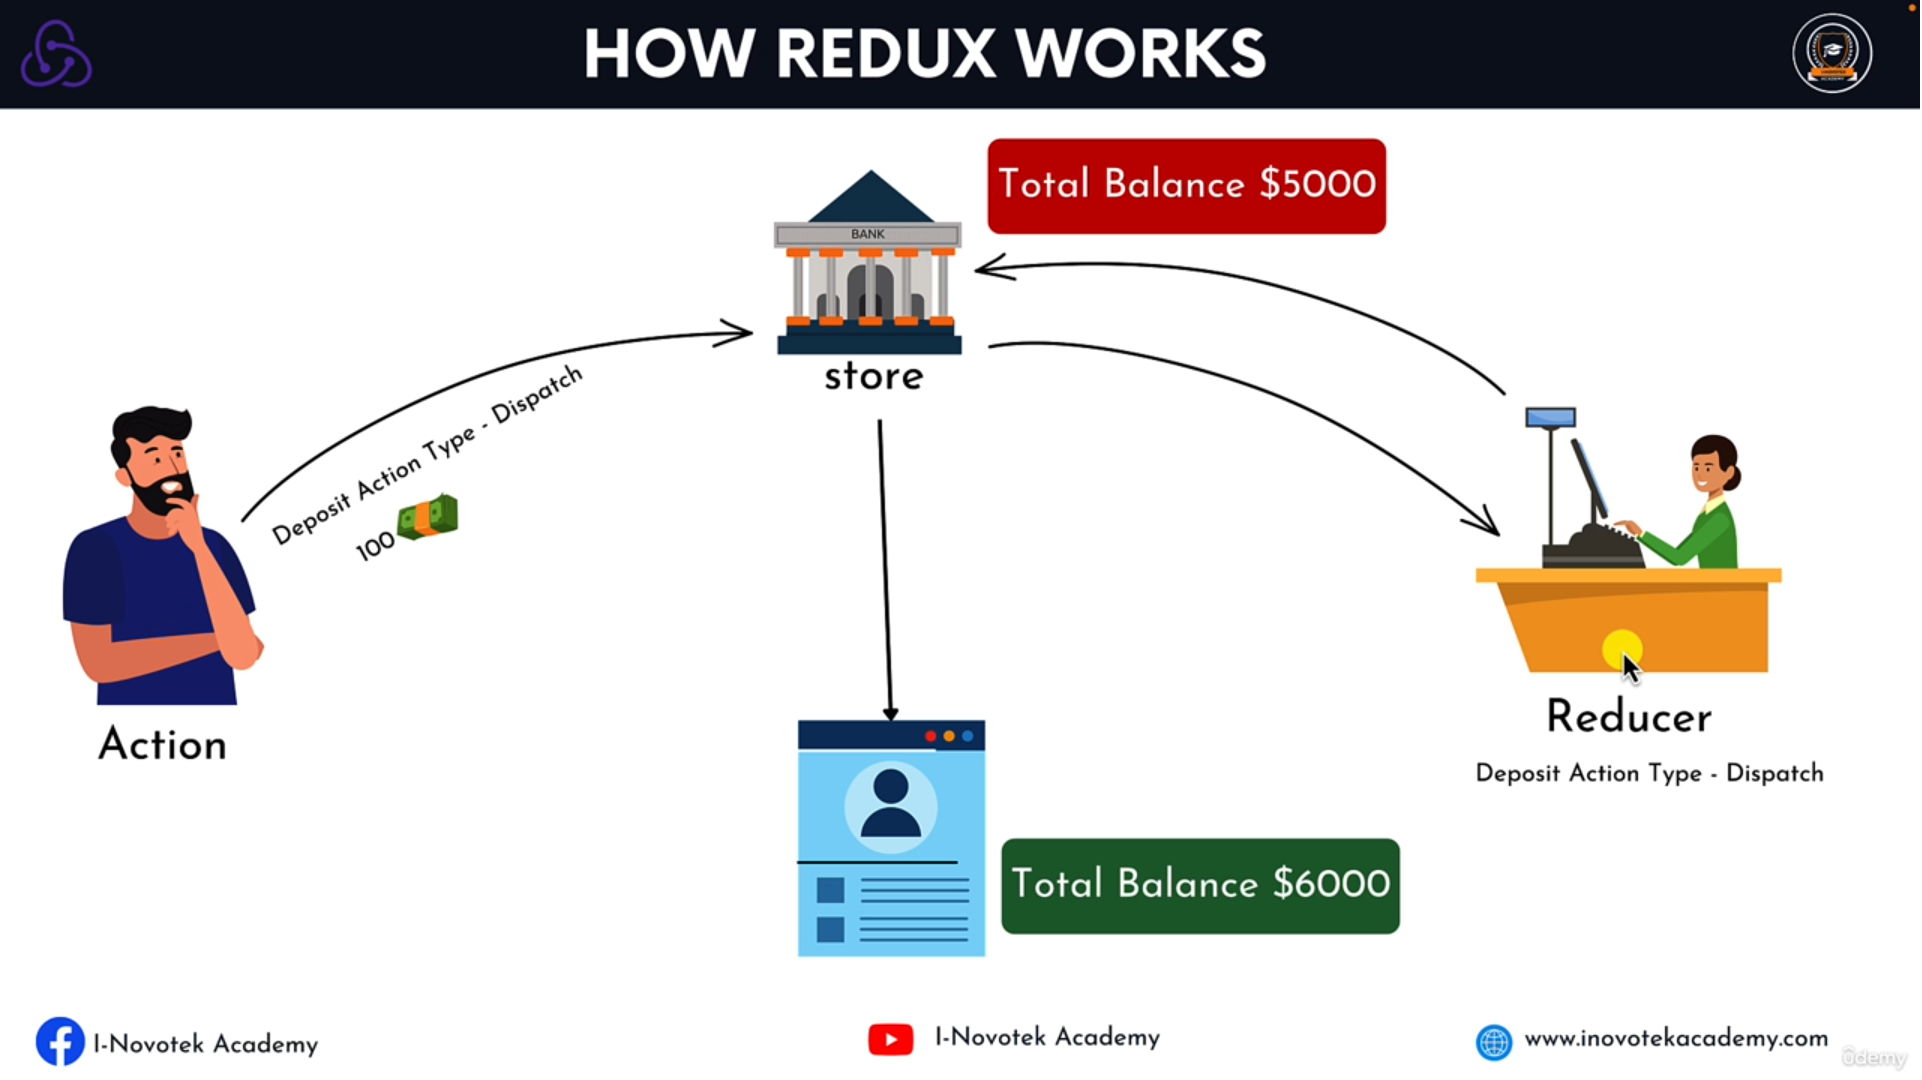 HOW REDUX WORKS
Total Balance $5000
BANK
store
Deposit Action Type - Dispatch
100
Action
Reducer
Deposit Action Type - Dispatch
Total Balance $6000
I-Novotek Academy
I-Novotek Academy
www.inovotekacademy.com
ûdemy